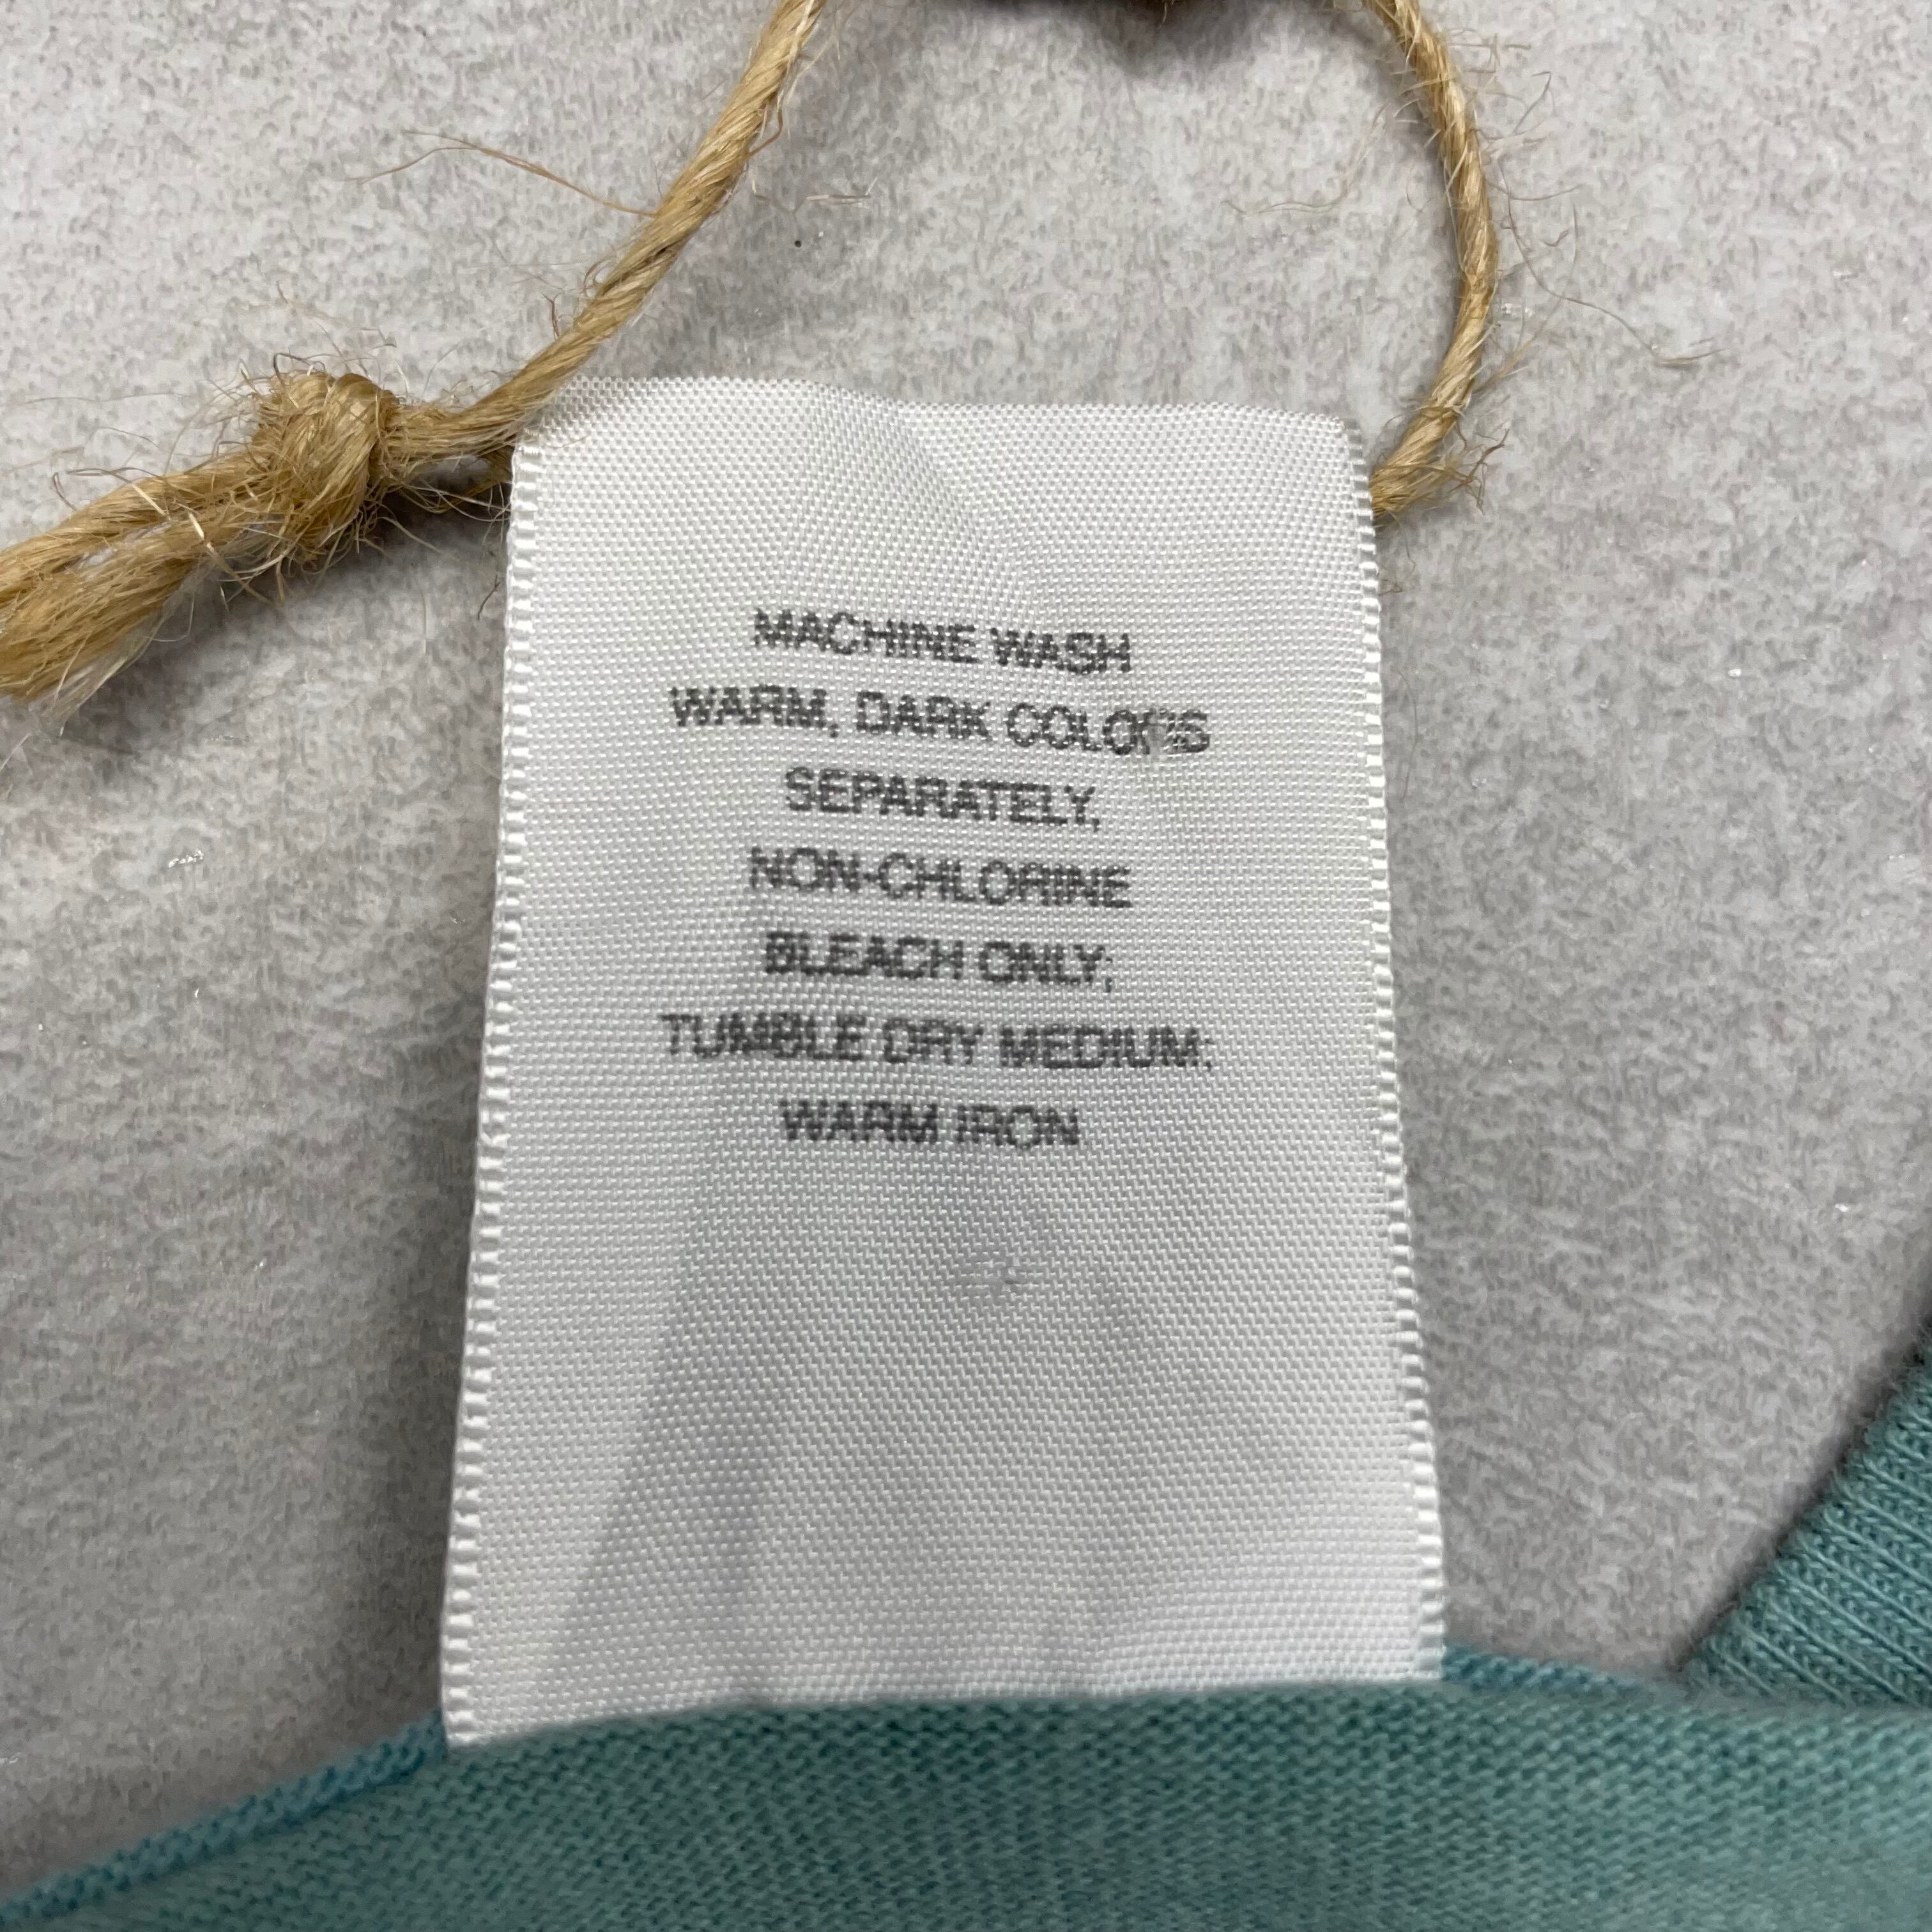 MACHINE WASH
WARM, DARK COLORS
SEPARATELY,
NON-CHLORINE
BLEACH ONLY;
TUMBLE DRY MEDIUM;
WARM IRON